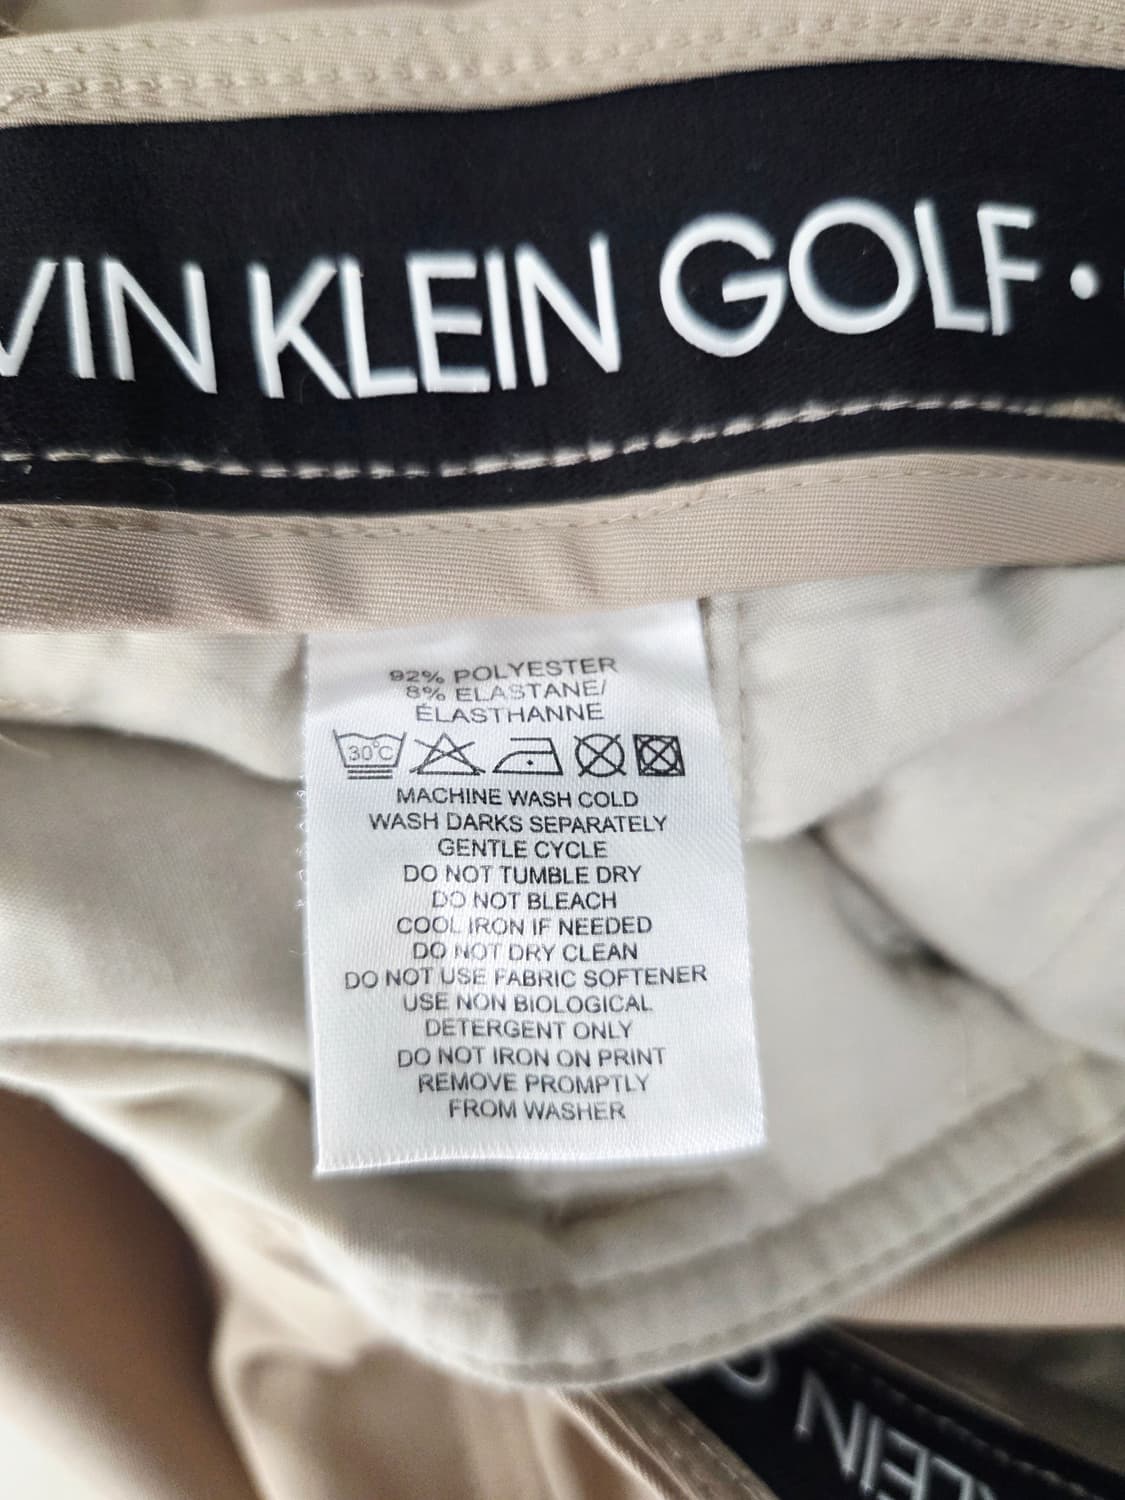 VIN KLEIN GOLF •
92% POLYESTER
8% ELASTANE/
ÉLASTHANNE
30°C
MACHINE WASH COLD
WASH DARKS SEPARATELY
GENTLE CYCLE
DO NOT TUMBLE DRY
DO NOT BLEACH
COOL IRON IF NEEDED
DO NOT DRY CLEAN
DO NOT USE FABRIC SOFTENER
USE NON BIOLOGICAL
DETERGENT ONLY
DO NOT IRON ON PRINT
REMOVE PROMPTLY
FROM WASHER
N KLEIN